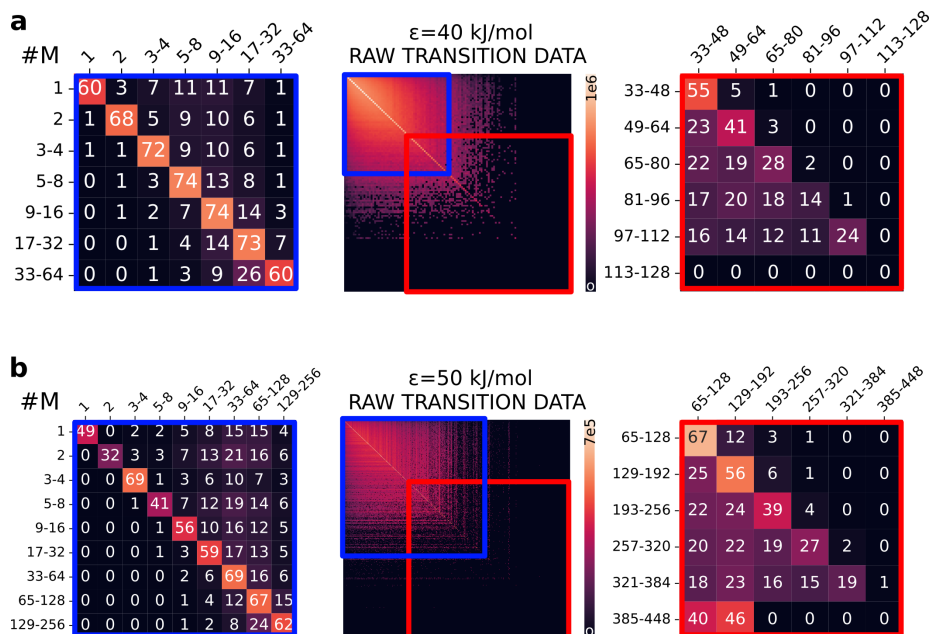 a
ε=40 kJ/mol
RAW TRANSITION DATA
#M 1 2 3-4 5-8 9-16 17-32 33-64
1 60 3 7 11 11 7 1
2 1 68 5 9 10 6 1
3-4 1 1 72 9 10 6 1
5-8 0 1 3 74 13 8 1
9-16 0 1 2 7 74 14 3
17-32 0 0 1 4 14 73 7
33-64 0 0 1 3 9 26 60
1e6
0
33-48 49-64 65-80 81-96 97-112 113-128
33-48 55 5 1 0 0 0
49-64 23 41 3 0 0 0
65-80 22 19 28 2 0 0
81-96 17 20 18 14 1 0
97-112 16 14 12 11 24 0
113-128 0 0 0 0 0 0
b
ε=50 kJ/mol
RAW TRANSITION DATA
#M 1 2 3-4 5-8 9-16 17-32 33-64 65-128 129-256
1 49 0 2 2 5 8 15 15 4
2 0 32 3 3 7 13 21 16 6
3-4 0 0 69 1 3 6 10 7 3
5-8 0 0 1 41 7 12 19 14 6
9-16 0 0 0 1 56 10 16 12 5
17-32 0 0 0 1 3 59 17 13 5
33-64 0 0 0 0 2 6 69 16 6
65-128 0 0 0 0 1 4 12 67 15
129-256 0 0 0 0 1 2 8 24 62
7e5
0
65-128 129-192 193-256 257-320 321-384 385-448
65-128 67 12 3 1 0 0
129-192 25 56 6 1 0 0
193-256 22 24 39 4 0 0
257-320 20 22 19 27 2 0
321-384 18 23 16 15 19 1
385-448 40 46 0 0 0 0